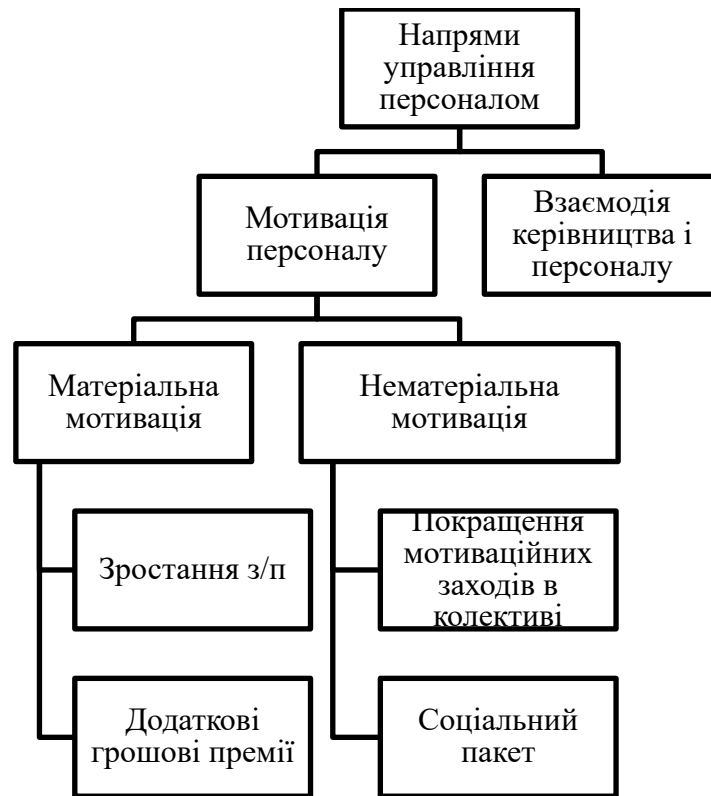 Напрями
управління
персоналом
Мотивація
персоналу
Взаємодія
керівництва і
персоналу
Матеріальна
мотивація
Нематеріальна
мотивація
Зростання з/п
Покращення
мотиваційних
заходів в
колективі
Додаткові
грошові премії
Соціальний
пакет